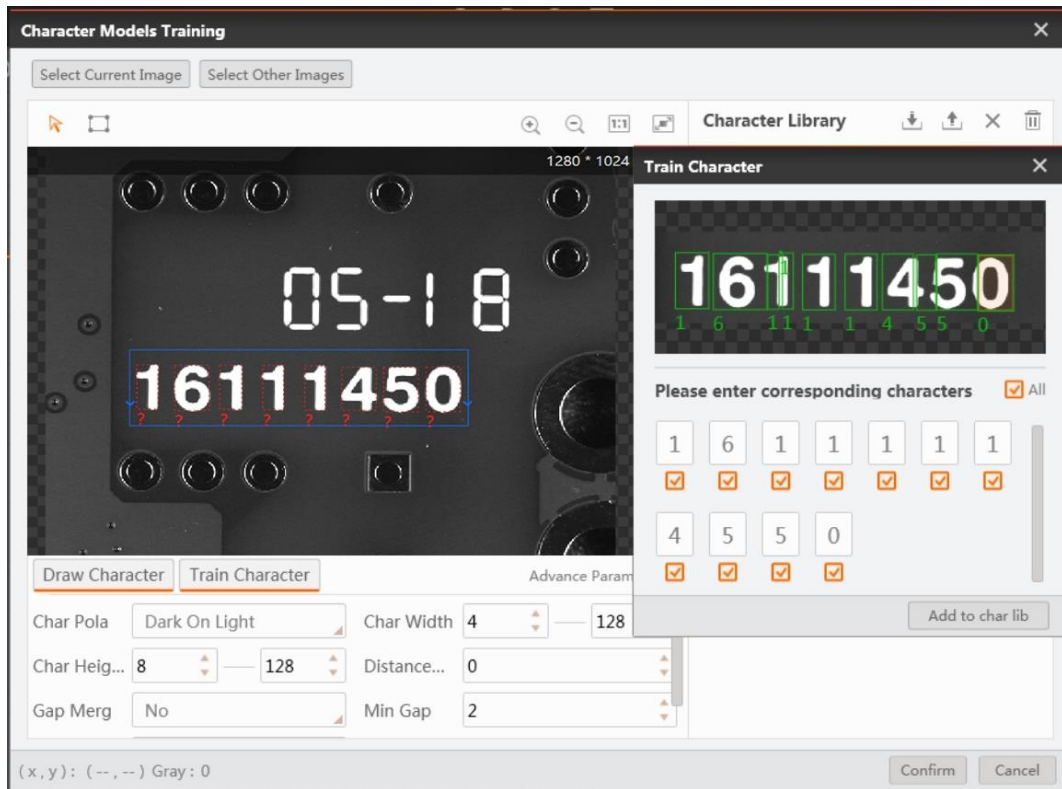 Character Models Training
Select Current Image Select Other Images
1:1
Character Library
1280 * 1024
05-18
16111450
? ? ? ? ? ? ? ?
Train Character
16111450
1 6 1 1 1 1 4 5 5 0
Please enter corresponding characters All
1 6 1 1 1 1 1
4 5 5 0
Add to char lib
Draw Character Train Character Advance Param
Char Pola Dark On Light Char Width 4 128
Char Heig... 8 128 Distance... 0
Gap Merg No Min Gap 2
(x,y): (--,--) Gray: 0
Confirm Cancel